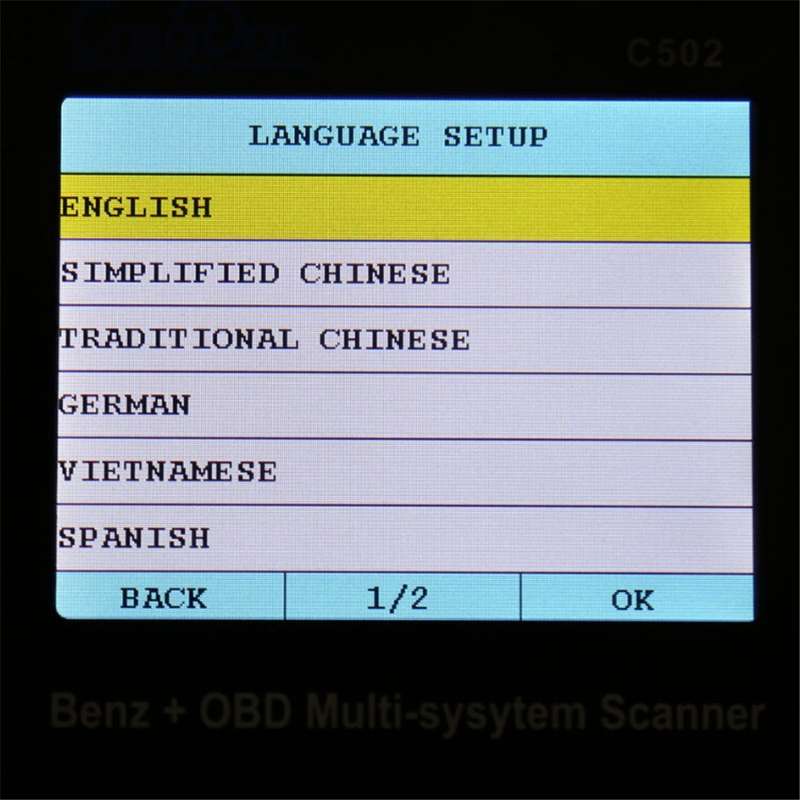 C502
LANGUAGE SETUP
ENGLISH
SIMPLIFIED CHINESE
TRADITIONAL CHINESE
GERMAN
VIETNAMESE
SPANISH
BACK 1/2 OK
Benz + OBD Multi-sysytem Scanner